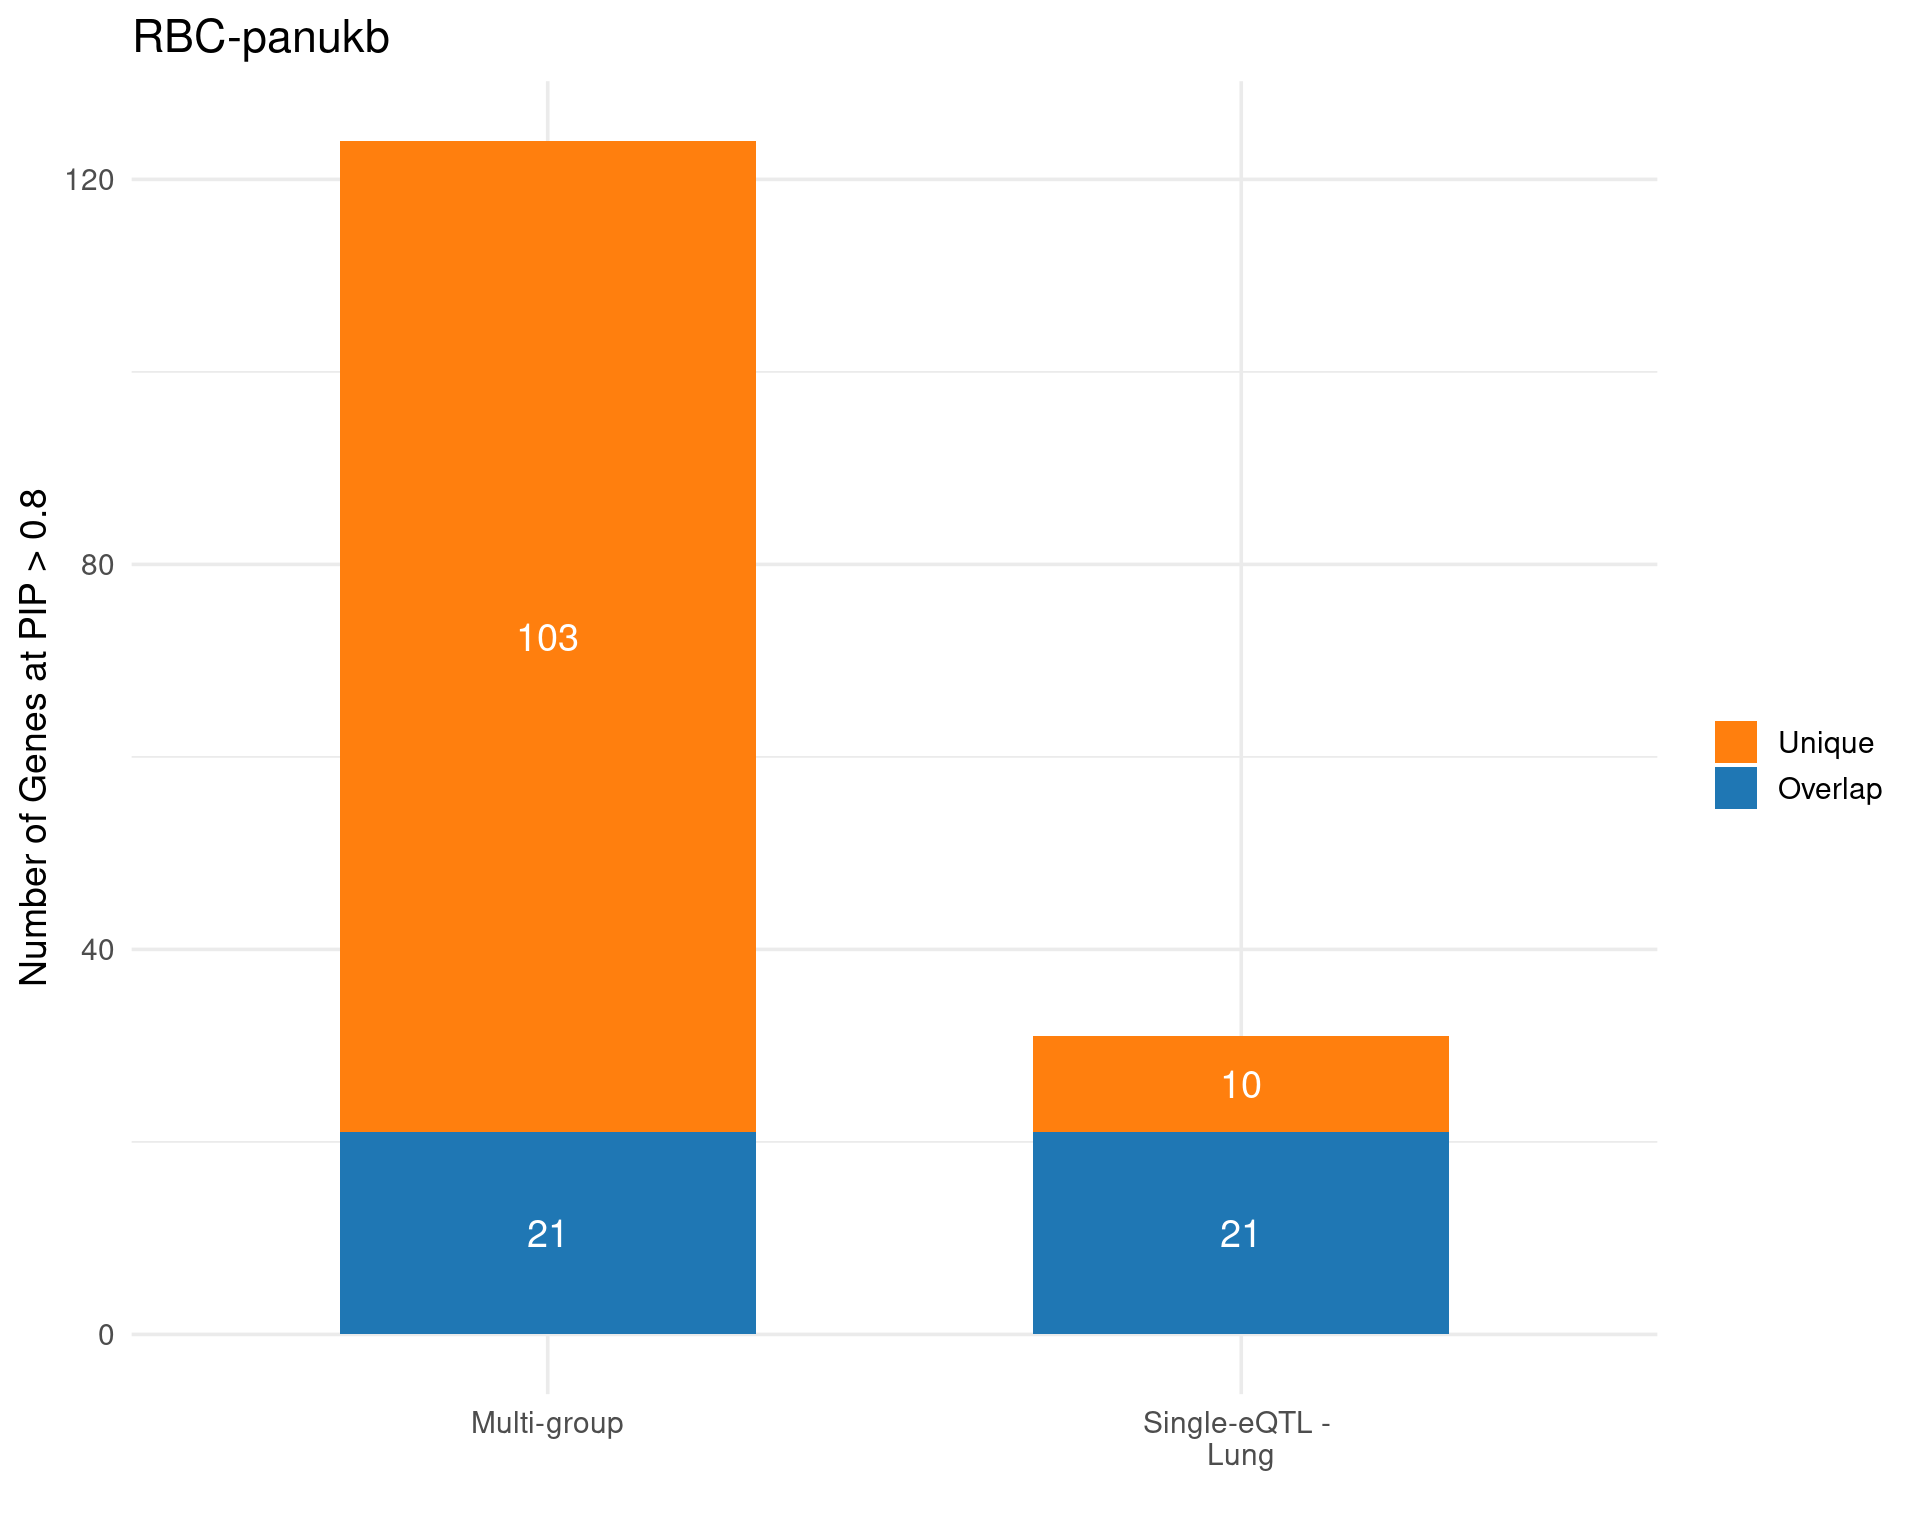 RBC-panukb
Number of Genes at PIP > 0.8
120
80
40
0
103
21
10
21
Multi-group
Single-eQTL -
Lung
Unique
Overlap